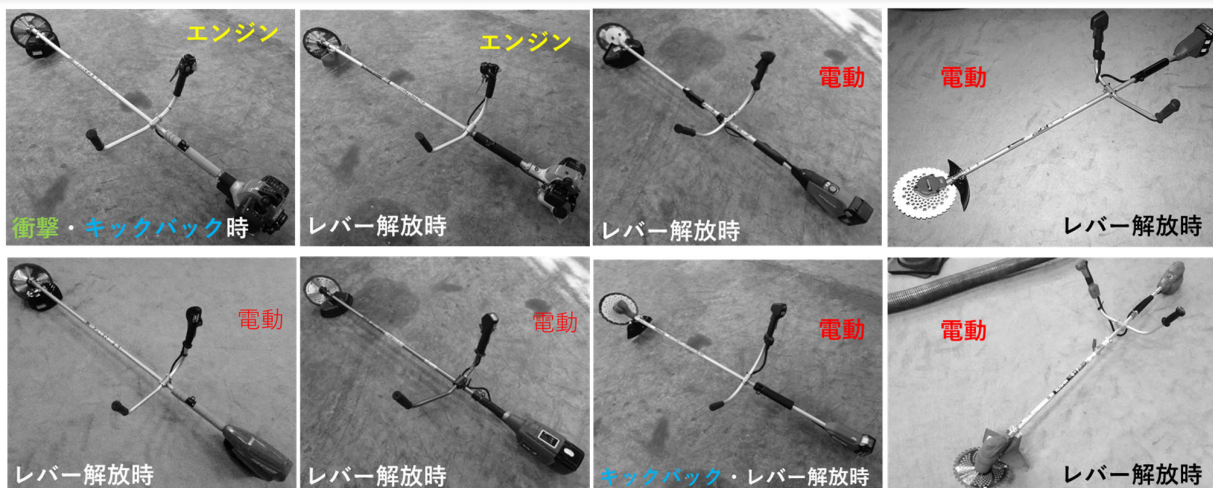 エンジン
衝撃・キックバック時
エンジン
レバー解放時
電動
レバー解放時
電動
レバー解放時
電動
レバー解放時
電動
レバー解放時
電動
キックバック・レバー解放時
電動
レバー解放時